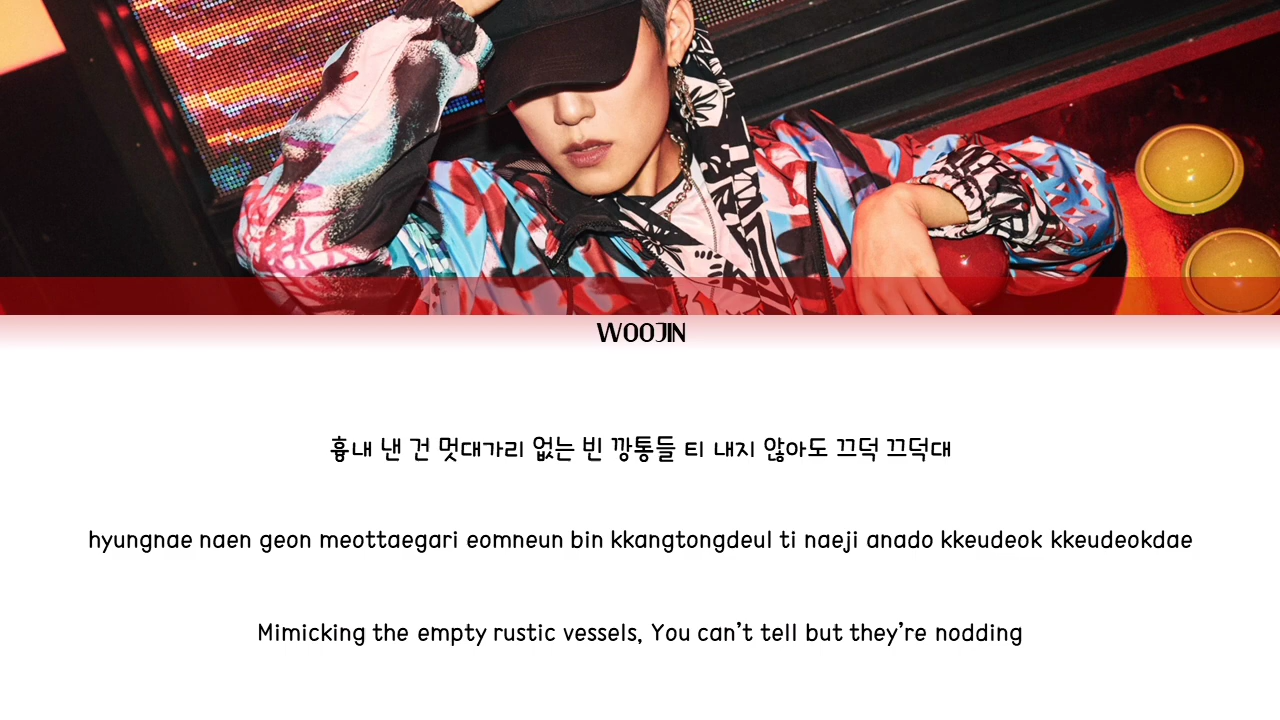 WOOJIN
흉내 낸 건 멋대가리 없는 빈 깡통들 티 내지 않아도 끄덕 끄덕대
hyungnae naen geon meottaegari eomneun bin kkangtongdeul ti naeji anado kkeudeok kkeudeokdae
Mimicking the empty rustic vessels, You can’t tell but they’re nodding